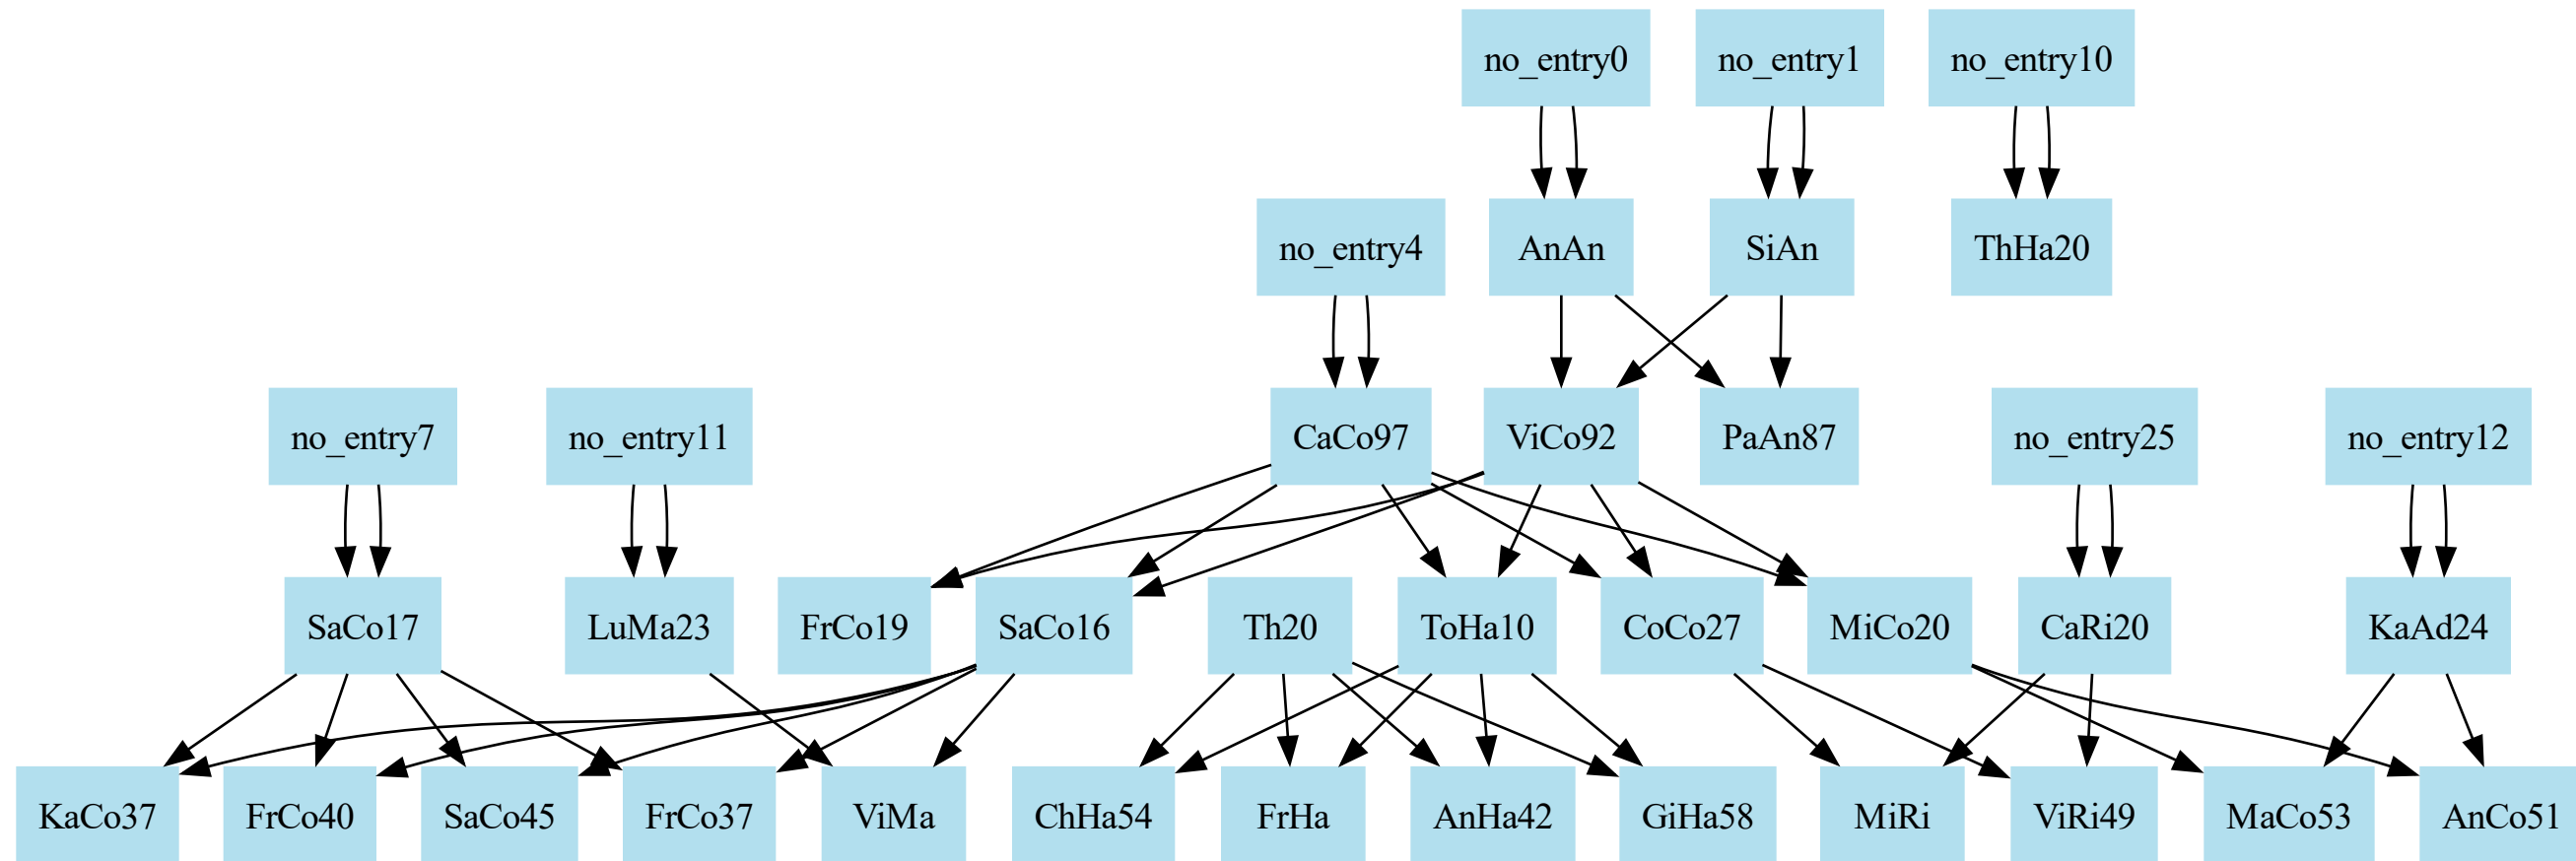 no_entry0 no_entry1 no_entry10
no_entry4 AnAn SiAn ThHa20
no_entry7 no_entry11 CaCo97 ViCo92 PaAn87 no_entry25 no_entry12
SaCo17 LuMa23 FrCo19 SaCo16 Th20 ToHa10 CoCo27 MiCo20 CaRi20 KaAd24
KaCo37 FrCo40 SaCo45 FrCo37 ViMa ChHa54 FrHa AnHa42 GiHa58 MiRi ViRi49 MaCo53 AnCo51